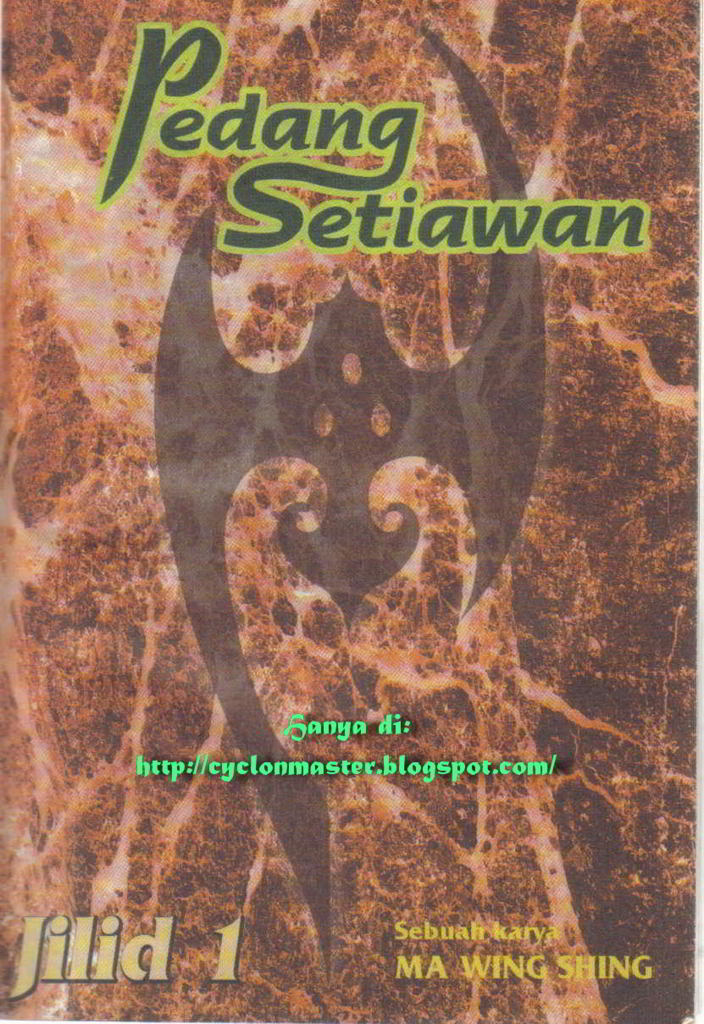 Pedang
Setiawan
Hanya di:
http://cyclonmaster.blogspot.com/
Jilid 1
Sebuah karya
MA WING SHING